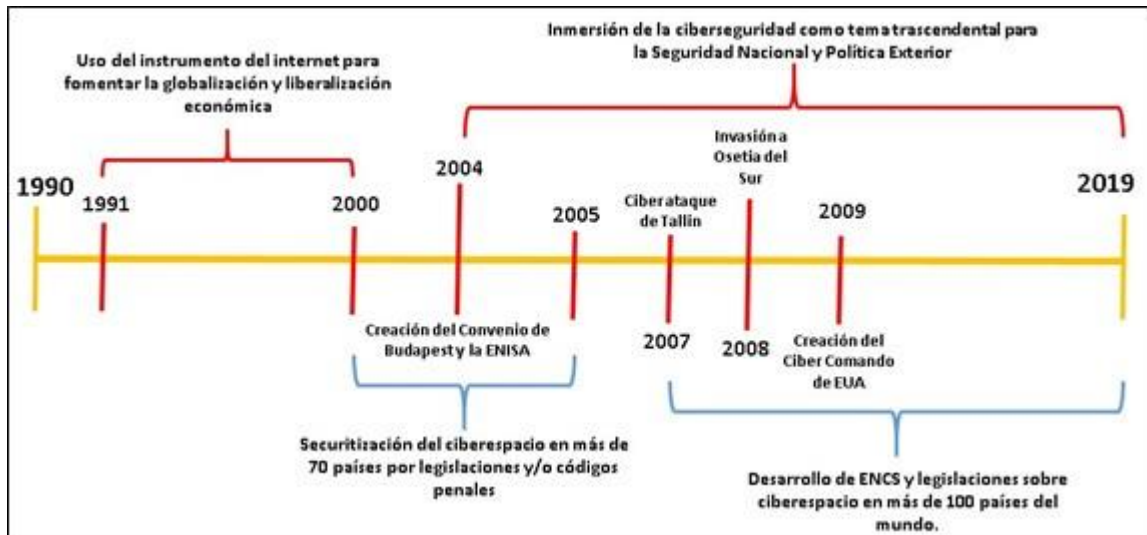 Inmersión de la ciberseguridad como tema trascendental para
la Seguridad Nacional y Política Exterior
Uso del instrumento del internet para
fomentar la globalización y liberalización
económica
1990
1991
2000
2004
2005
Ciber ataque
de Tallin
Invasión a
Osetia del
Sur
2009
2019
Creación del Convenio de
Budapest y la ENISA
2007
2008
Creación del
Ciber Comando
de EUA
Securitización del ciberespacio en más de
70 países por legislaciones y/o códigos
penales
Desarrollo de ENCS y legislaciones sobre
ciberespacio en más de 100 países del
mundo.